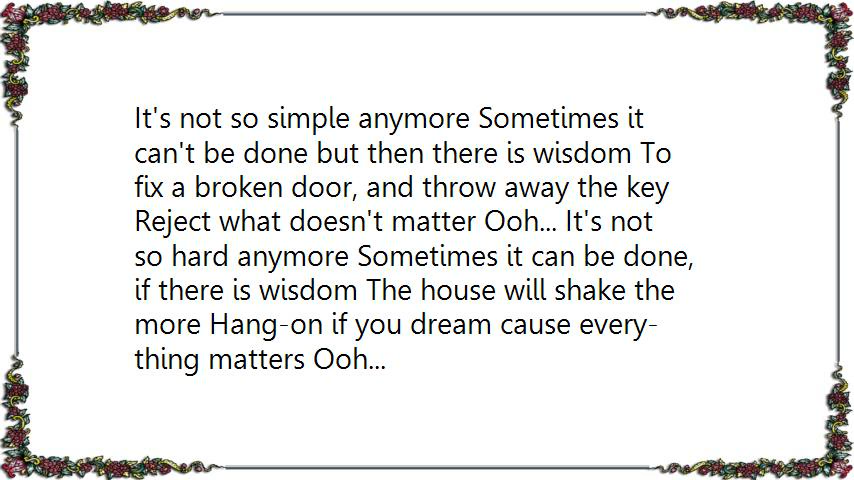 It's not so simple anymore Sometimes it
can't be done but then there is wisdom To
fix a broken door, and throw away the key
Reject what doesn't matter Ooh... It's not
so hard anymore Sometimes it can be done,
if there is wisdom The house will shake the
more Hang-on if you dream cause every-
thing matters Ooh...